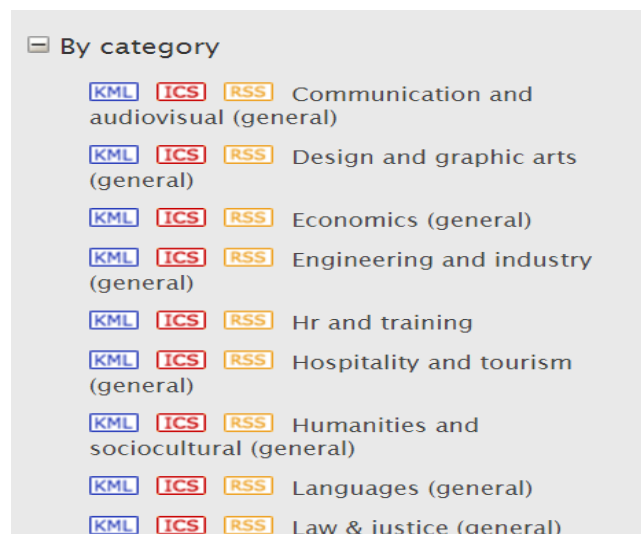 By category
KML ICS RSS Communication and
audiovisual (general)
KML ICS RSS Design and graphic arts
(general)
KML ICS RSS Economics (general)
KML ICS RSS Engineering and industry
(general)
KML ICS RSS Hr and training
KML ICS RSS Hospitality and tourism
(general)
KML ICS RSS Humanities and
sociocultural (general)
KML ICS RSS Languages (general)
KML ICS RSS Law & justice (general)